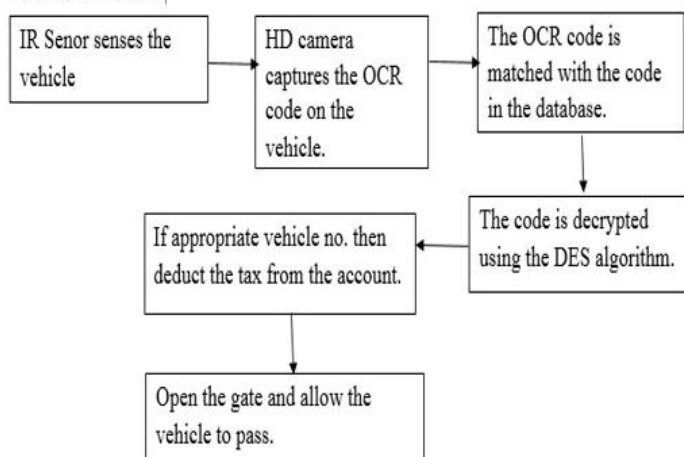 IR Senor senses the
vehicle
HD camera
captures the OCR
code on the
vehicle.
The OCR code is
matched with the code
in the database.
The code is decrypted
using the DES algorithm.
If appropriate vehicle no. then
deduct the tax from the account.
Open the gate and allow the
vehicle to pass.